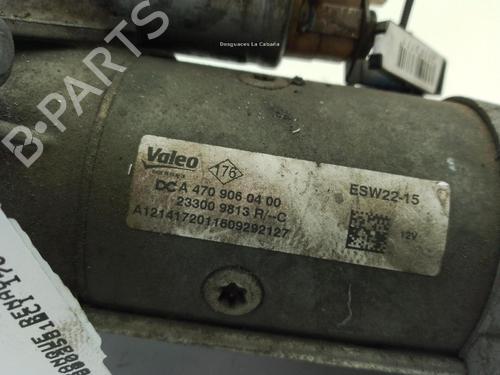 Desguaces La Cabaña
B-PARTS
Valeo
176
ESW22-15
DC A 470 906 04 00
23300 9813 R/--C
A1214172011609292127
12V